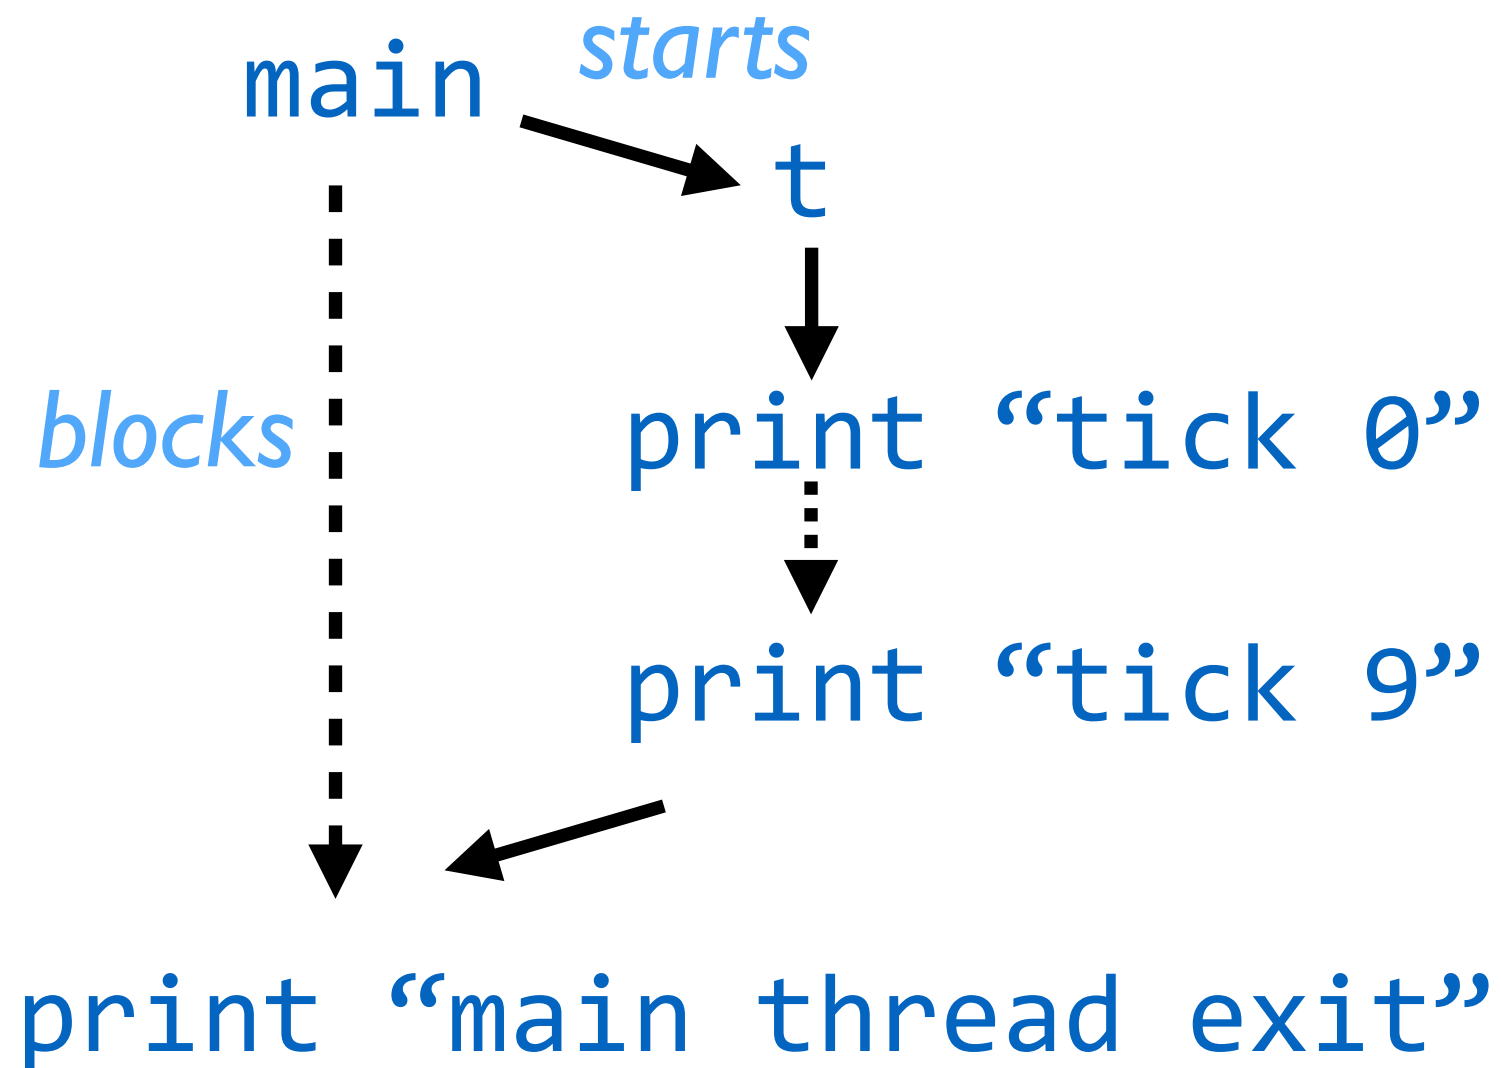 starts
main
t
blocks
print “tick 0”
print “tick 9”
print “main thread exit”